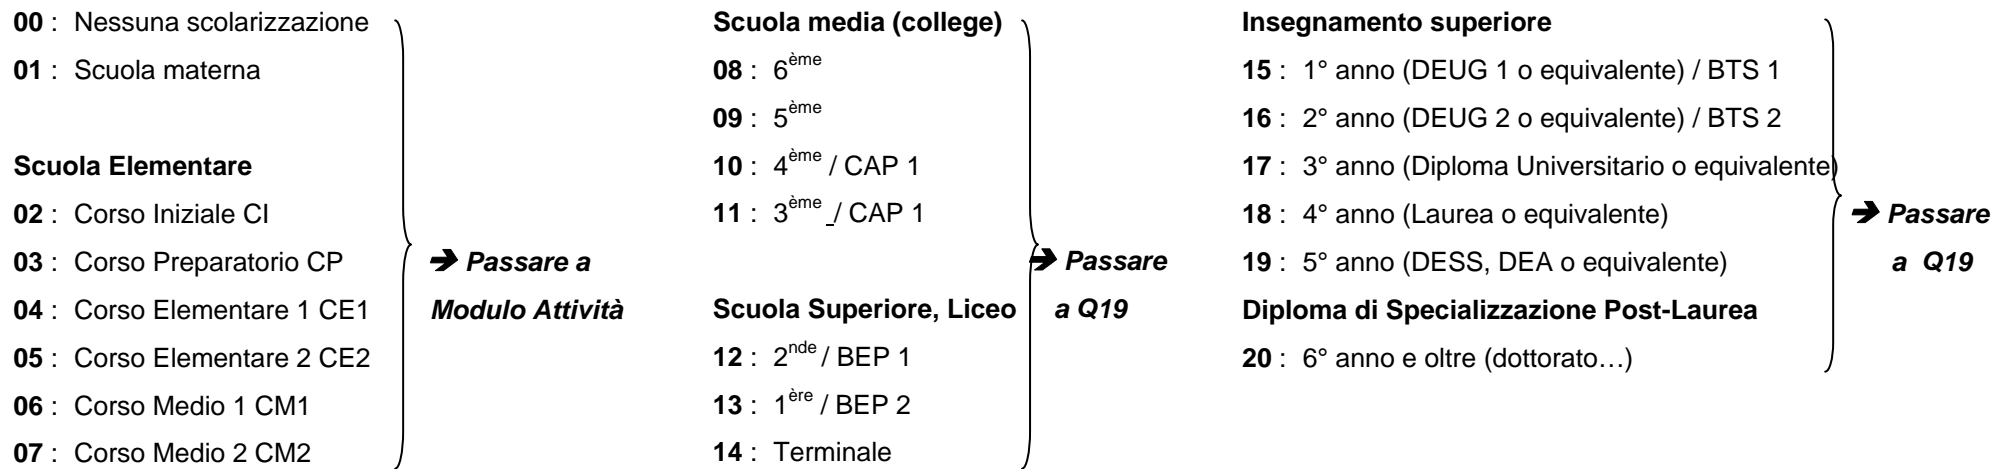 00 : Nessuna scolarizzazione
01 : Scuola materna
Scuola Elementare
02 : Corso Iniziale CI
03 : Corso Preparatorio CP
04 : Corso Elementare 1 CE1
05 : Corso Elementare 2 CE2
06 : Corso Medio 1 CM1
07 : Corso Medio 2 CM2
➔ Passare a
Modulo Attività
Scuola media (college)
08 : 6ème
09 : 5ème
10 : 4ème / CAP 1
11 : 3ème / CAP 1
Scuola Superiore, Liceo
12 : 2nde / BEP 1
13 : 1ère / BEP 2
14 : Terminale
➔ Passare
a Q19
Insegnamento superiore
15 : 1° anno (DEUG 1 o equivalente) / BTS 1
16 : 2° anno (DEUG 2 o equivalente) / BTS 2
17 : 3° anno (Diploma Universitario o equivalente)
18 : 4° anno (Laurea o equivalente)
19 : 5° anno (DESS, DEA o equivalente)
Diploma di Specializzazione Post-Laurea
20 : 6° anno e oltre (dottorato…)
➔ Passare
a Q19